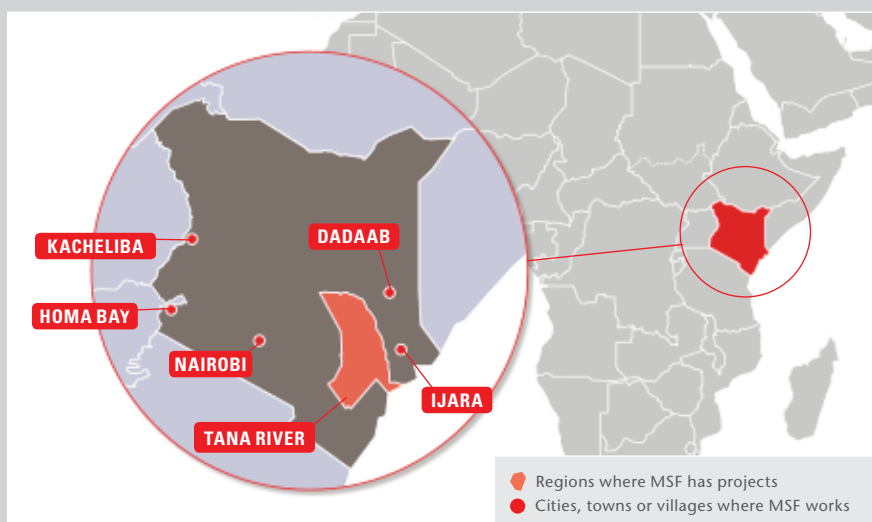 KACHELIBA
DADAAB
HOMA BAY
NAIROBI
IJARA
TANA RIVER
Regions where MSF has projects
Cities, towns or villages where MSF works